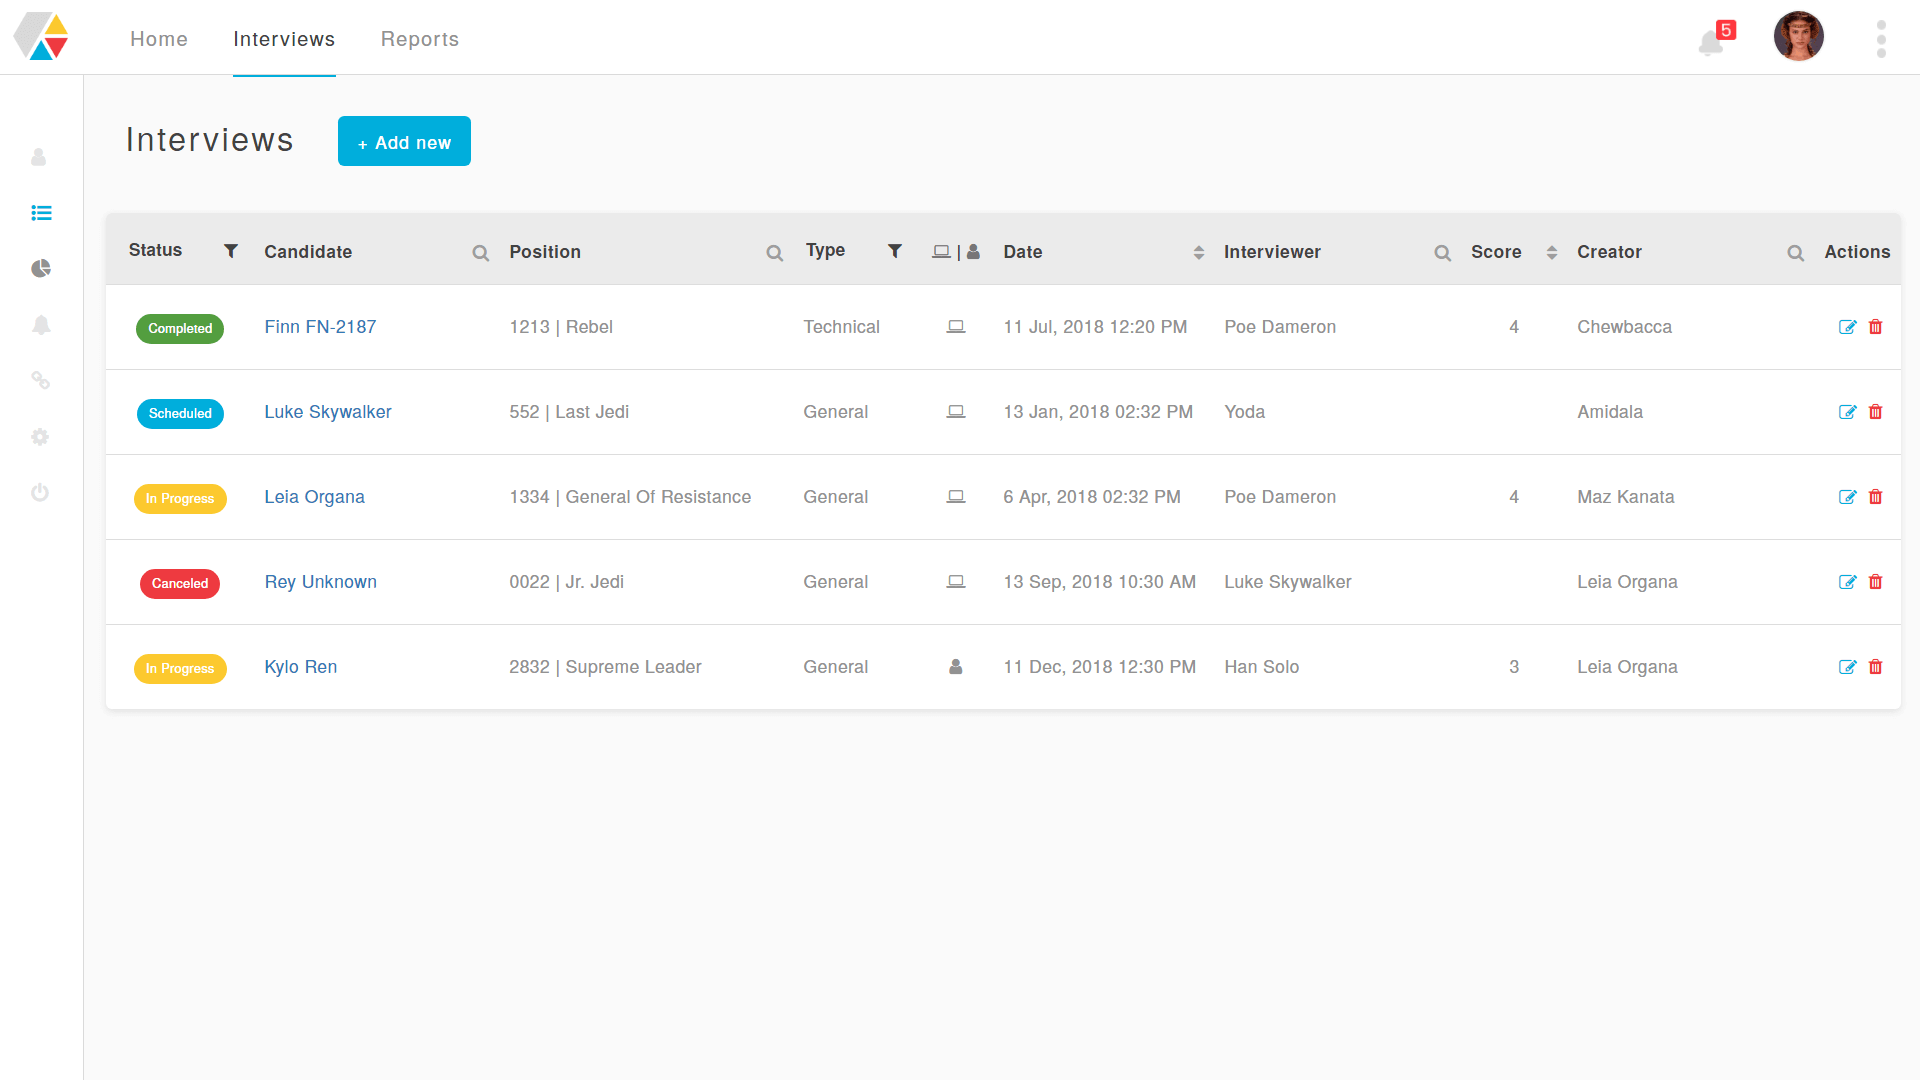 Home Interviews Reports 5
Interviews + Add new
Status Candidate Position Type | Date Interviewer Score Creator Actions
Completed Finn FN-2187 1213 | Rebel Technical 11 Jul, 2018 12:20 PM Poe Dameron 4 Chewbacca
Scheduled Luke Skywalker 552 | Last Jedi General 13 Jan, 2018 02:32 PM Yoda Amidala
In Progress Leia Organa 1334 | General Of Resistance General 6 Apr, 2018 02:32 PM Poe Dameron 4 Maz Kanata
Canceled Rey Unknown 0022 | Jr. Jedi General 13 Sep, 2018 10:30 AM Luke Skywalker Leia Organa
In Progress Kylo Ren 2832 | Supreme Leader General 11 Dec, 2018 12:30 PM Han Solo 3 Leia Organa